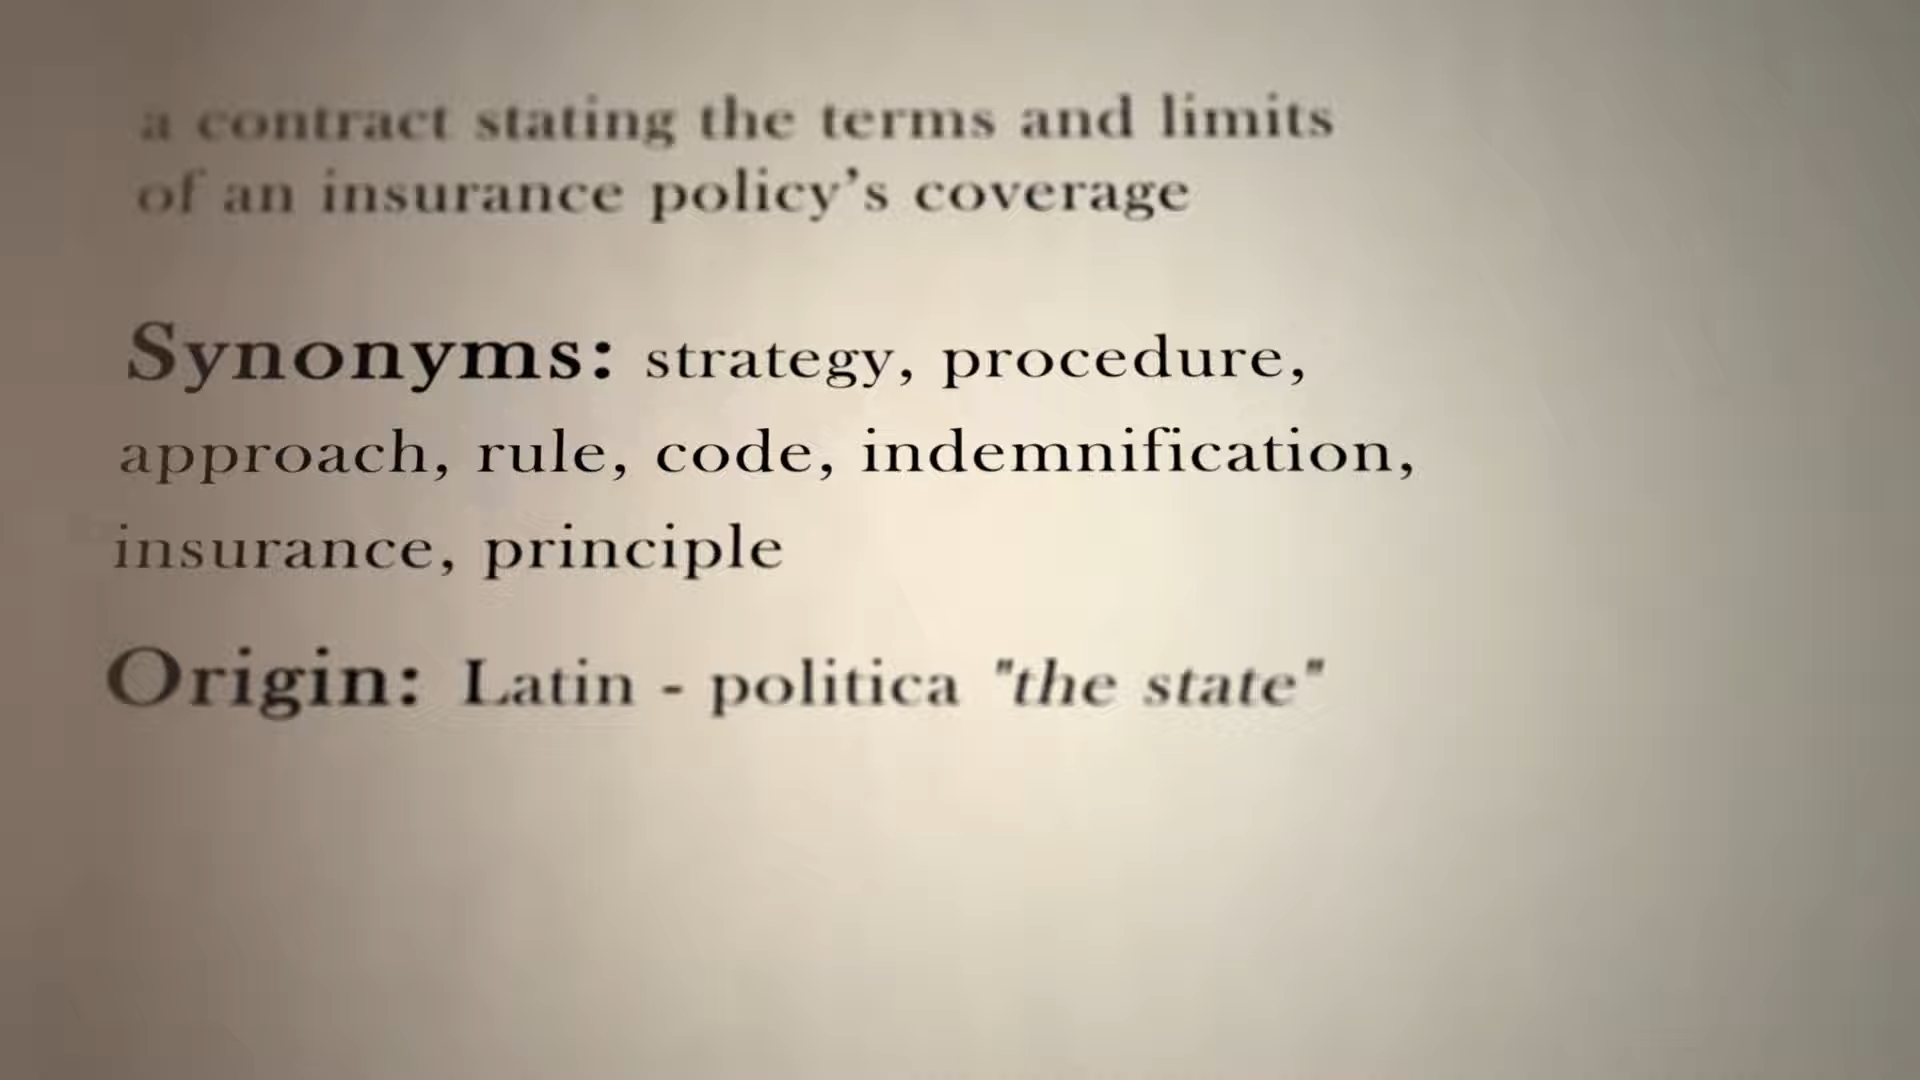 a contract stating the terms and limits
of an insurance policy’s coverage
Synonyms: strategy, procedure,
approach, rule, code, indemnification,
insurance, principle
Origin: Latin - politica "the state"